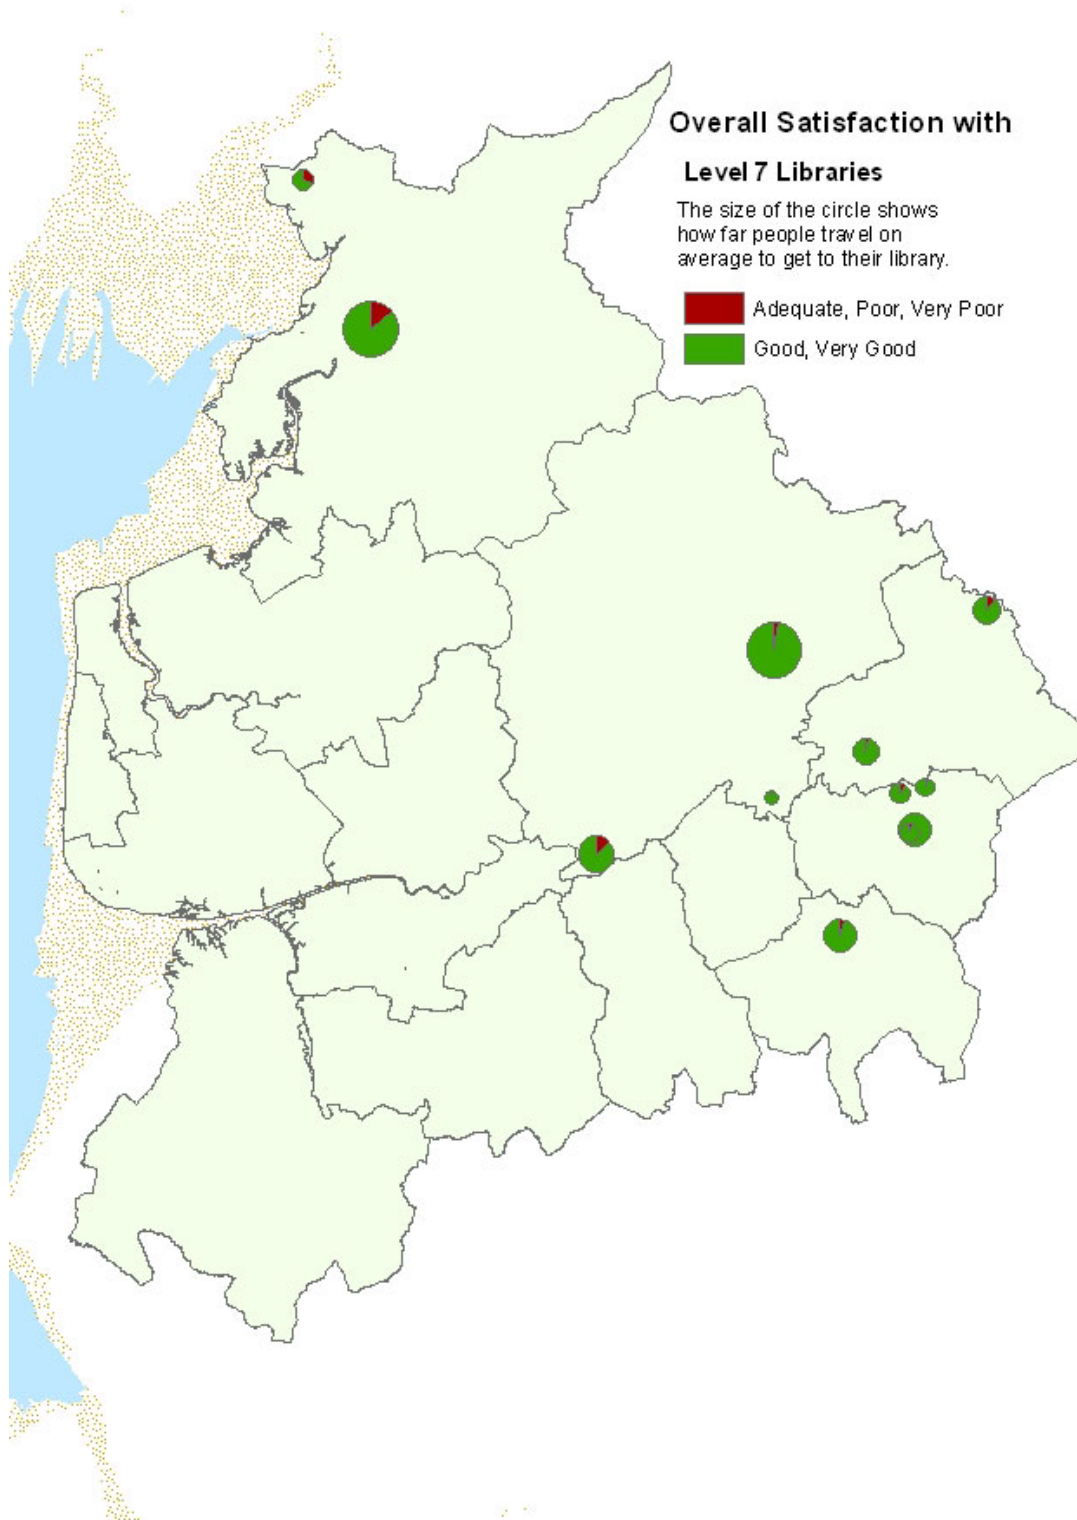 Overall Satisfaction with
Level 7 Libraries
The size of the circle shows
how far people travel on
average to get to their library.
Adequate, Poor, Very Poor
Good, Very Good